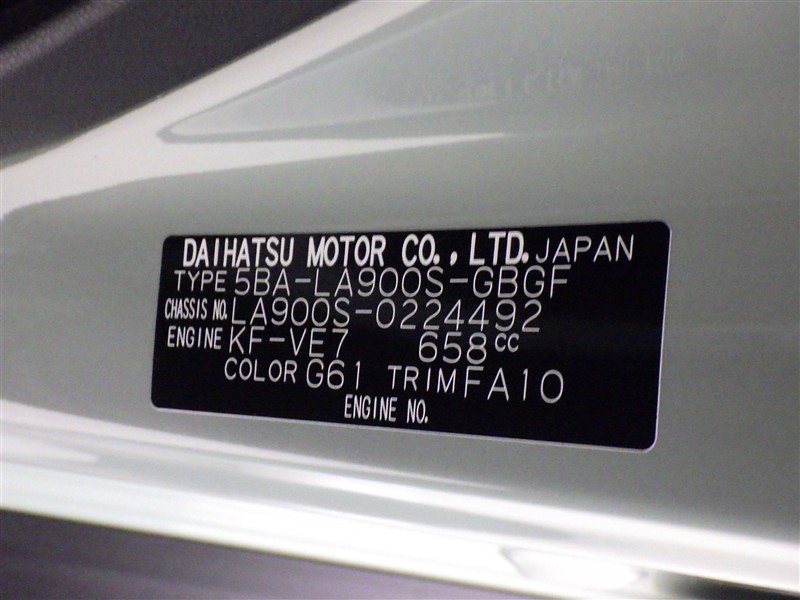 DAIHATSU MOTOR CO., LTD. JAPAN
TYPE 5BA-LA900S-GBGF
CHASSIS NO. LA900S-0224492
ENGINE KF-VE7 658cc
COLOR G61 TRIM FA10
ENGINE NO.